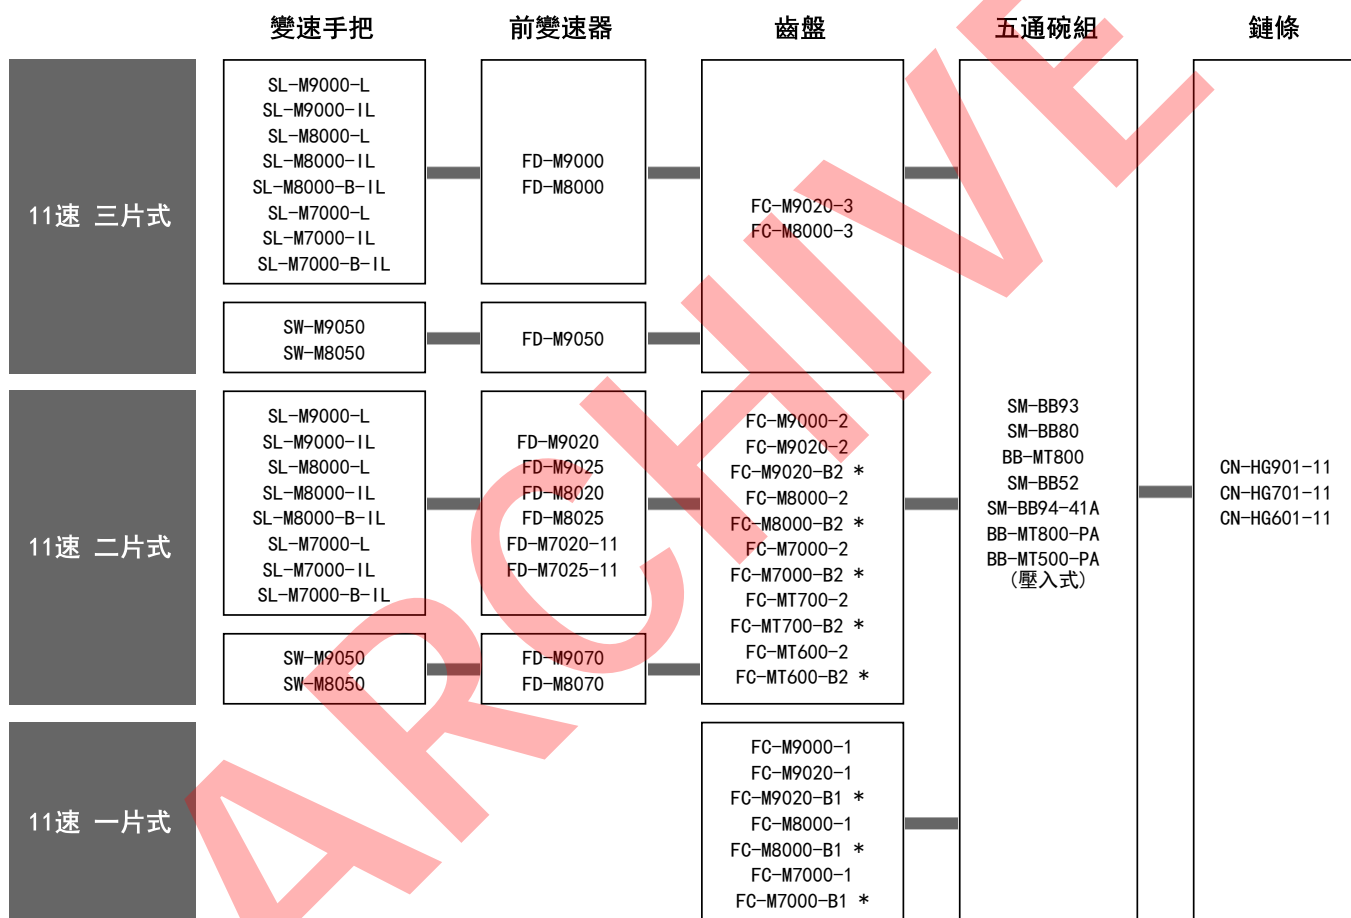 變速手把
前變速器
齒盤
五通碗組
鏈條
11速 三片式
SL-M9000-L
SL-M9000-IL
SL-M8000-L
SL-M8000-IL
SL-M8000-B-IL
SL-M7000-L
SL-M7000-IL
SL-M7000-B-IL
FD-M9000
FD-M8000
SW-M9050
SW-M8050
FD-M9050
FC-M9020-3
FC-M8000-3
11速 二片式
SL-M9000-L
SL-M9000-IL
SL-M8000-L
SL-M8000-IL
SL-M8000-B-IL
SL-M7000-L
SL-M7000-IL
SL-M7000-B-IL
FD-M9020
FD-M9025
FD-M8020
FD-M8025
FD-M7020-11
FD-M7025-11
SW-M9050
SW-M8050
FD-M9070
FD-M8070
FC-M9000-2
FC-M9020-2
FC-M9020-B2 *
FC-M8000-2
FC-M8000-B2 *
FC-M7000-2
FC-M7000-B2 *
FC-MT700-2
FC-MT700-B2 *
FC-MT600-2
FC-MT600-B2 *
11速 一片式
FC-M9000-1
FC-M9020-1
FC-M9020-B1 *
FC-M8000-1
FC-M8000-B1 *
FC-M7000-1
FC-M7000-B1 *
SM-BB93
SM-BB80
BB-MT800
SM-BB52
SM-BB94-41A
BB-MT800-PA
BB-MT500-PA
(壓入式)
CN-HG901-11
CN-HG701-11
CN-HG601-11
ARCHIVE